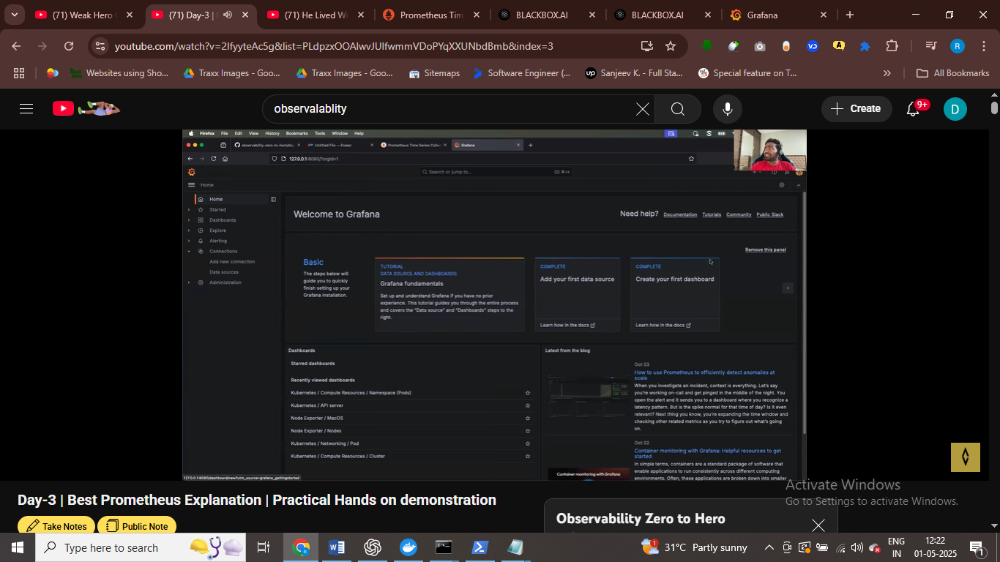 (71) Weak Hero
(71) Day-3 |
(71) He Lived Wi
Prometheus Tim
BLACKBOX.AI
BLACKBOX.AI
Grafana
youtube.com/watch?v=2IfyyteAc5g&list=PLdpzxOOAlwvJUIfwmmVDoPYqXXUNbdBmb&index=3
R
Websites using Sho...
Traxx Images - Goo...
Traxx Images - Goo...
Sitemaps
Software Engineer (...
up
Sanjeev K. - Full Sta...
Special feature on T...
»
All Bookmarks
observalablity
Create
9+
D
Firefox File Edit View History Bookmarks Tools Window Help
observability-zero-to-hero/day
Untitled File — Eraser
Prometheus Time Series Collec
Grafana
127.0.0.1:8080/?orgId=1
Search or jump to...
⌘+k
Home
Home
Starred
Dashboards
Explore
Alerting
Connections
Add new connection
Data sources
Administration
Welcome to Grafana
Need help?
Documentation
Tutorials
Community
Public Slack
Remove this panel
Basic
The steps below will
guide you to quickly
finish setting up your
Grafana installation.
TUTORIAL
DATA SOURCE AND DASHBOARDS
Grafana fundamentals
Set up and understand Grafana if you have no prior
experience. This tutorial guides you through the entire process
and covers the "Data source" and "Dashboards" steps to the
right.
COMPLETE
Add your first data source
Learn how in the docs
COMPLETE
Create your first dashboard
Learn how in the docs
Dashboards
Starred dashboards
Recently viewed dashboards
Kubernetes / Compute Resources / Namespace (Pods)
Kubernetes / API server
Node Exporter / MacOS
Node Exporter / Nodes
Kubernetes / Networking / Pod
Kubernetes / Compute Resources / Cluster
Latest from the blog
Oct 03
How to use Prometheus to efficiently detect anomalies at
scale
When you investigate an incident, context is everything. Let's say
you're working on-call and get pinged in the middle of the night. You
open the alert and it sends you to a dashboard where you recognize a
latency pattern. But is the spike normal for that time of day? Is it even
relevant? Next thing you know, you're expanding the time window and
checking other related metrics as you try to figure out what's going
on.
Oct 02
Container monitoring with Grafana: Helpful resources to get
started
In simple terms, containers are a standard package of software that
enable applications to run consistently across different computing
environments. Often, these applications are broken down into smaller
Container monitoring with Grafana
127.0.0.1:8080/dashboard/new?utm_source=grafana_gettingstarted
Day-3 | Best Prometheus Explanation | Practical Hands on demonstration
Take Notes
Public Note
Observability Zero to Hero
Activate Windows
Go to Settings to activate Windows.
Type here to search
31°C Partly sunny
ENG
IN
12:22
01-05-2025
1